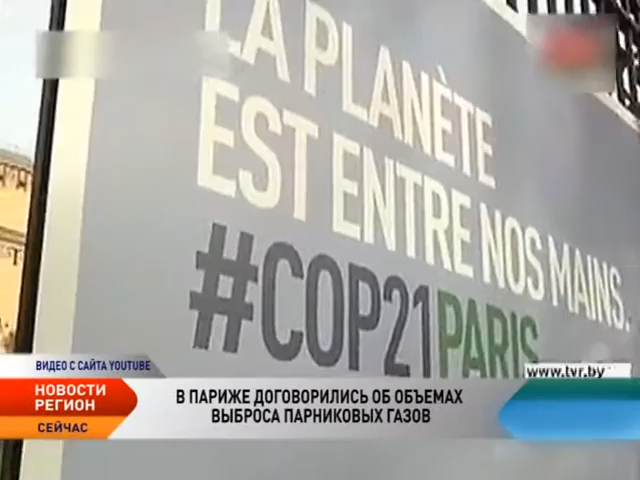 LA PLANÈTE
EST ENTRE NOS MAINS.
#COP21PARIS
ВИДЕО С САЙТА YOUTUBE
www.tvr.by
НОВОСТИ
РЕГИОН
СЕЙЧАС
В ПАРИЖЕ ДОГОВОРИЛИСЬ ОБ ОБЪЕМАХ
ВЫБРОСА ПАРНИКОВЫХ ГАЗОВ